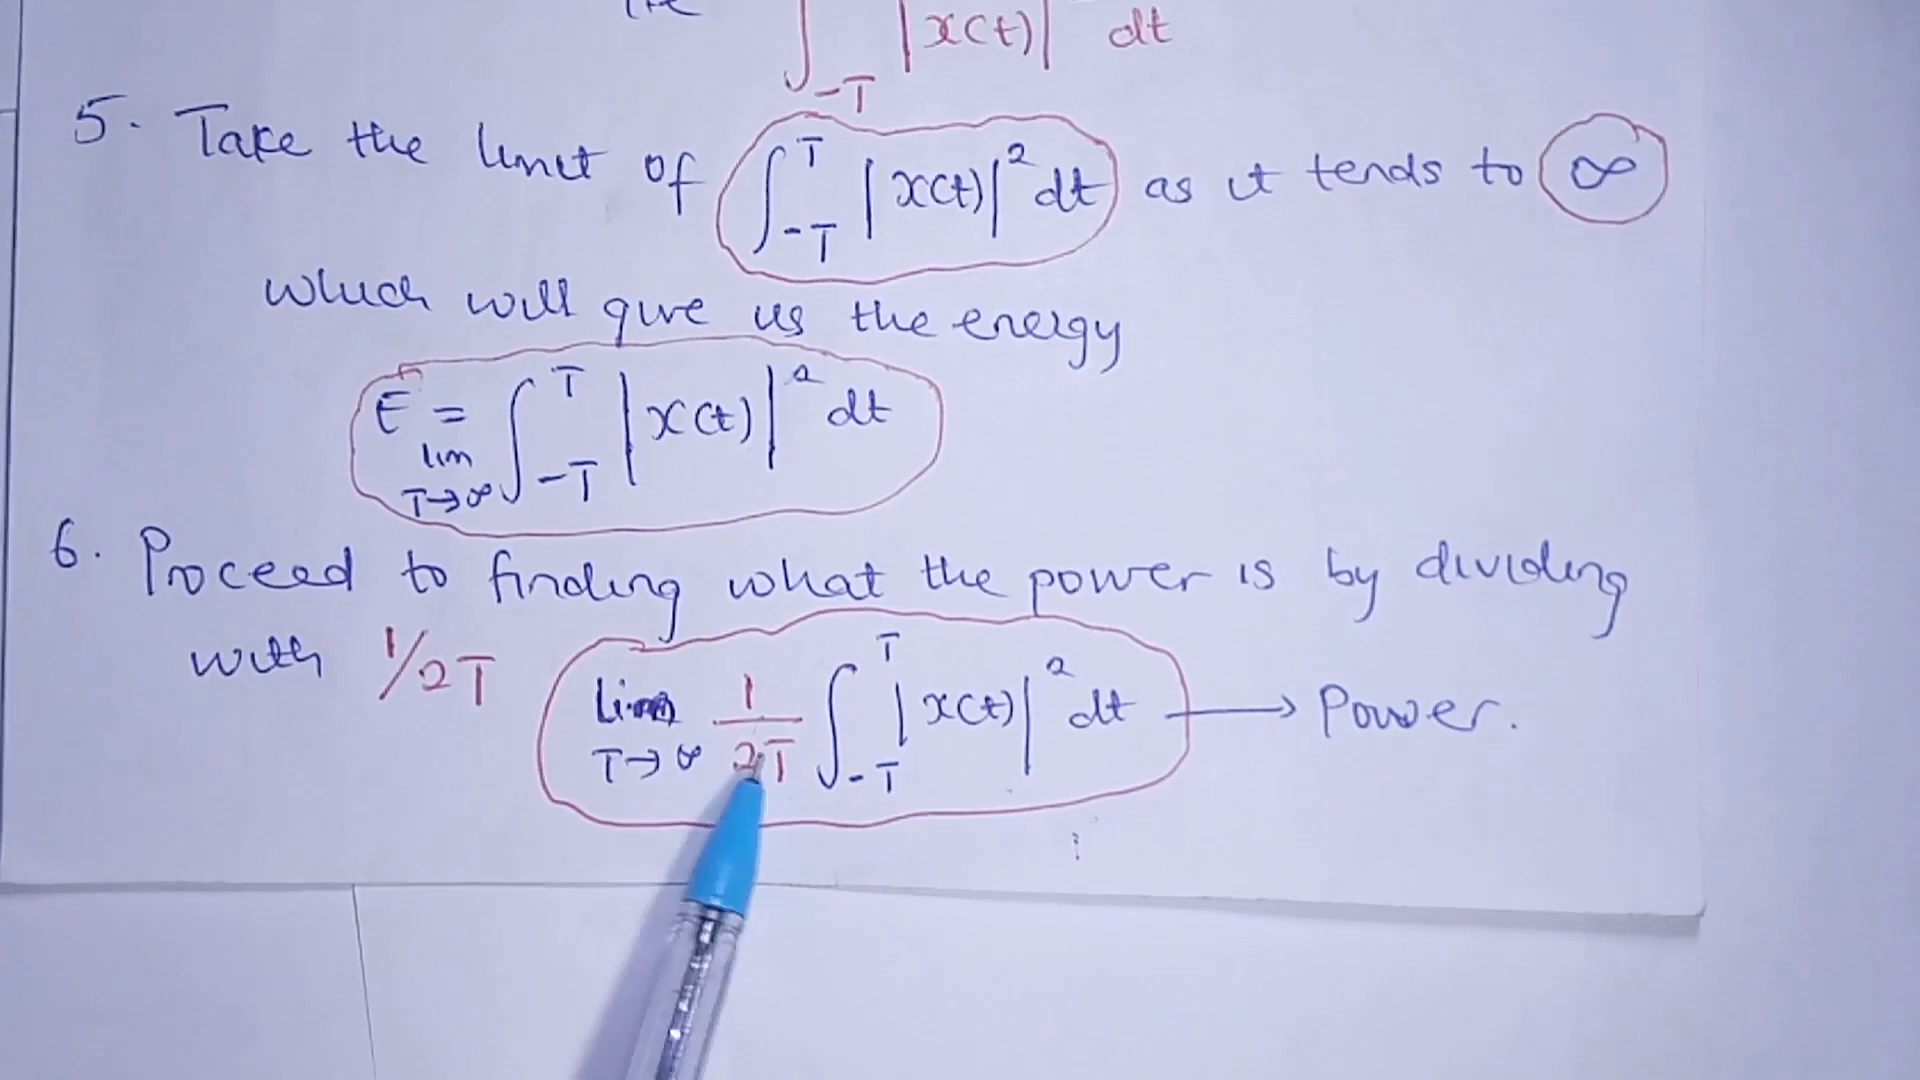 ∫_{-T} |x(t)| dt
5. Take the limit of ∫_{-T}^{T} |x(t)|² dt as it tends to ∞
which will give us the energy
E = lim_{T→∞} ∫_{-T}^{T} |x(t)|² dt
6. Proceed to finding what the power is by dividing
with 1/2T lim_{T→∞} \frac{1}{2T} ∫_{-T}^{T} |x(t)|² dt → Power.